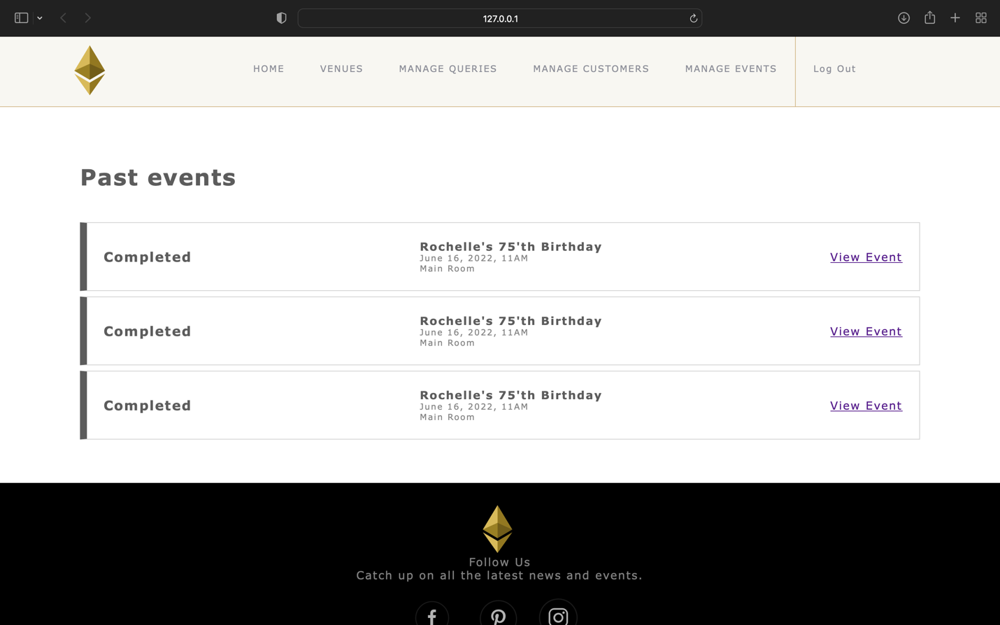 127.0.0.1
HOME VENUES MANAGE QUERIES MANAGE CUSTOMERS MANAGE EVENTS Log Out
Past events
Completed
Rochelle's 75'th Birthday
June 16, 2022, 11AM
Main Room
View Event
Completed
Rochelle's 75'th Birthday
June 16, 2022, 11AM
Main Room
View Event
Completed
Rochelle's 75'th Birthday
June 16, 2022, 11AM
Main Room
View Event
Follow Us
Catch up on all the latest news and events.